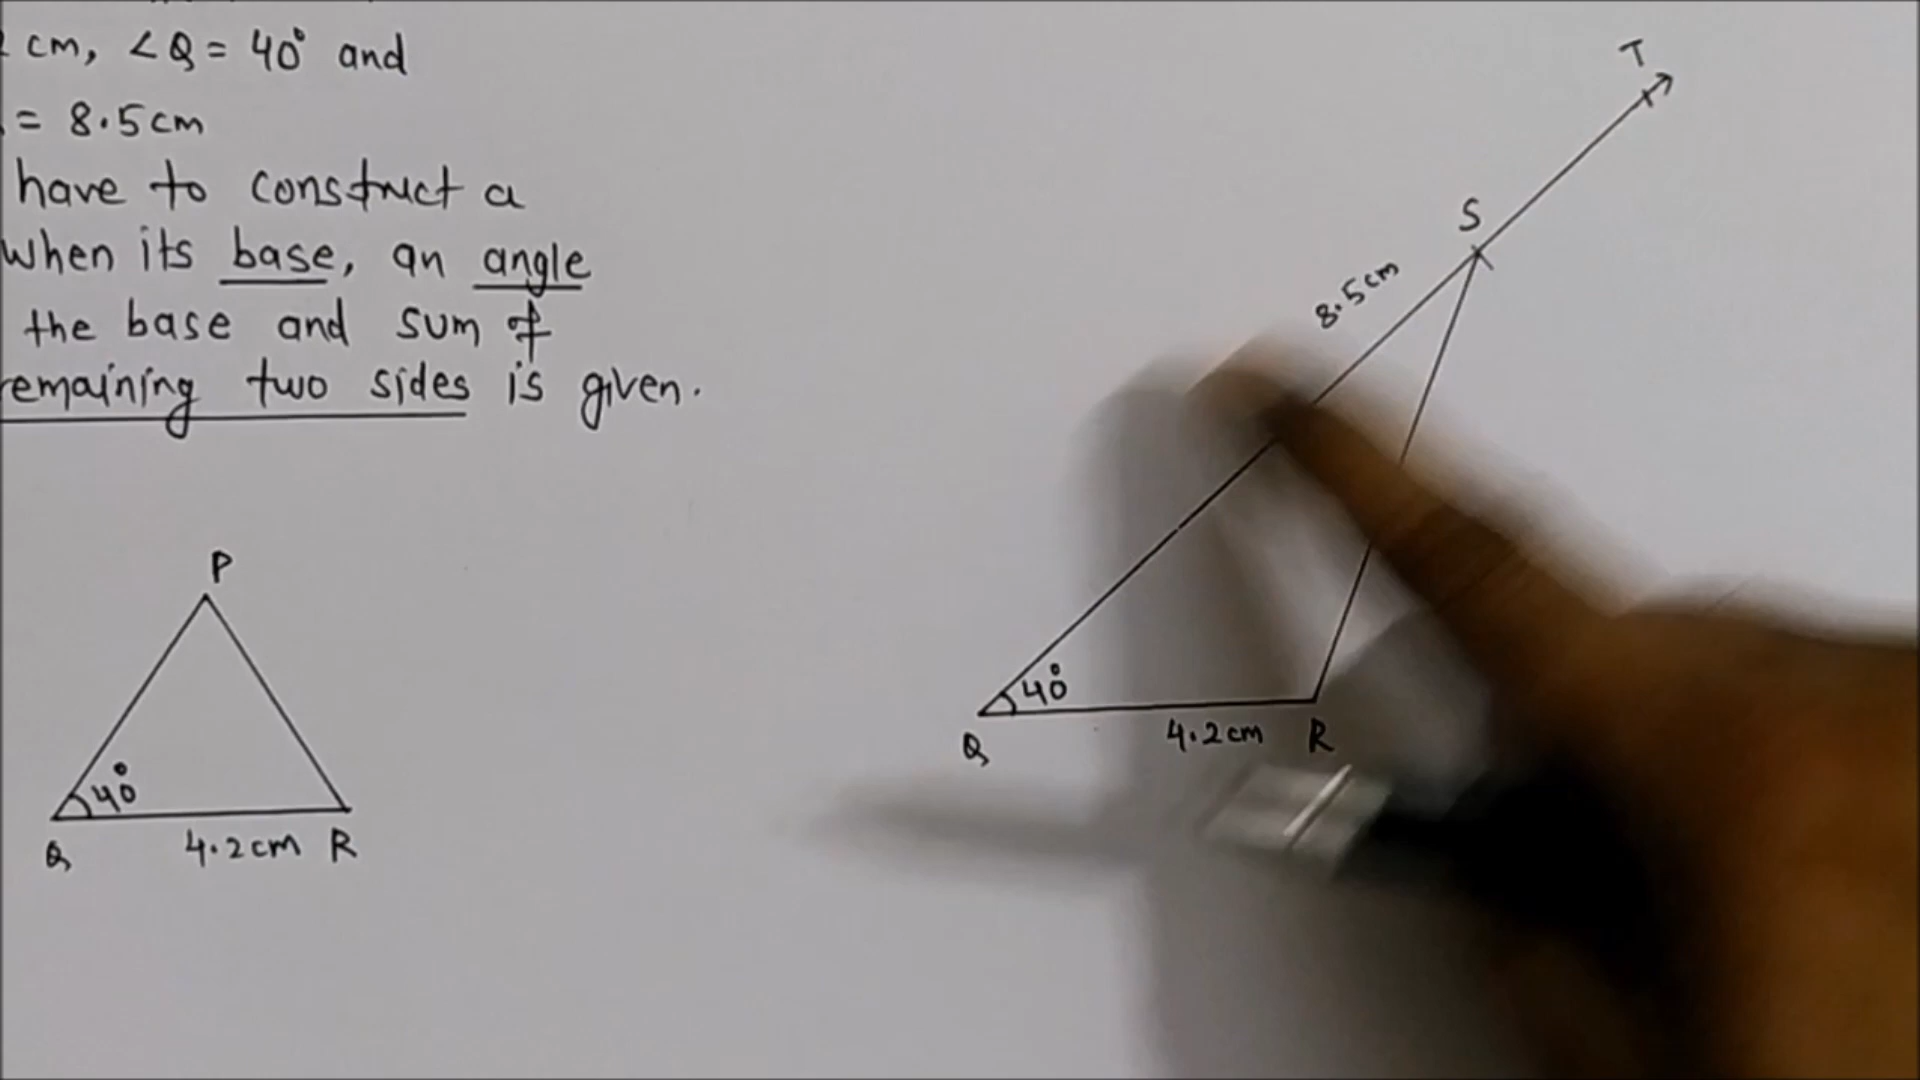 cm, ∠Q = 40° and
= 8.5cm
have to construct a
when its base, an angle
the base and sum of
remaining two sides is given.
P
40°
Q
4.2cm R
T
S
8.5cm
40°
Q
4.2cm R